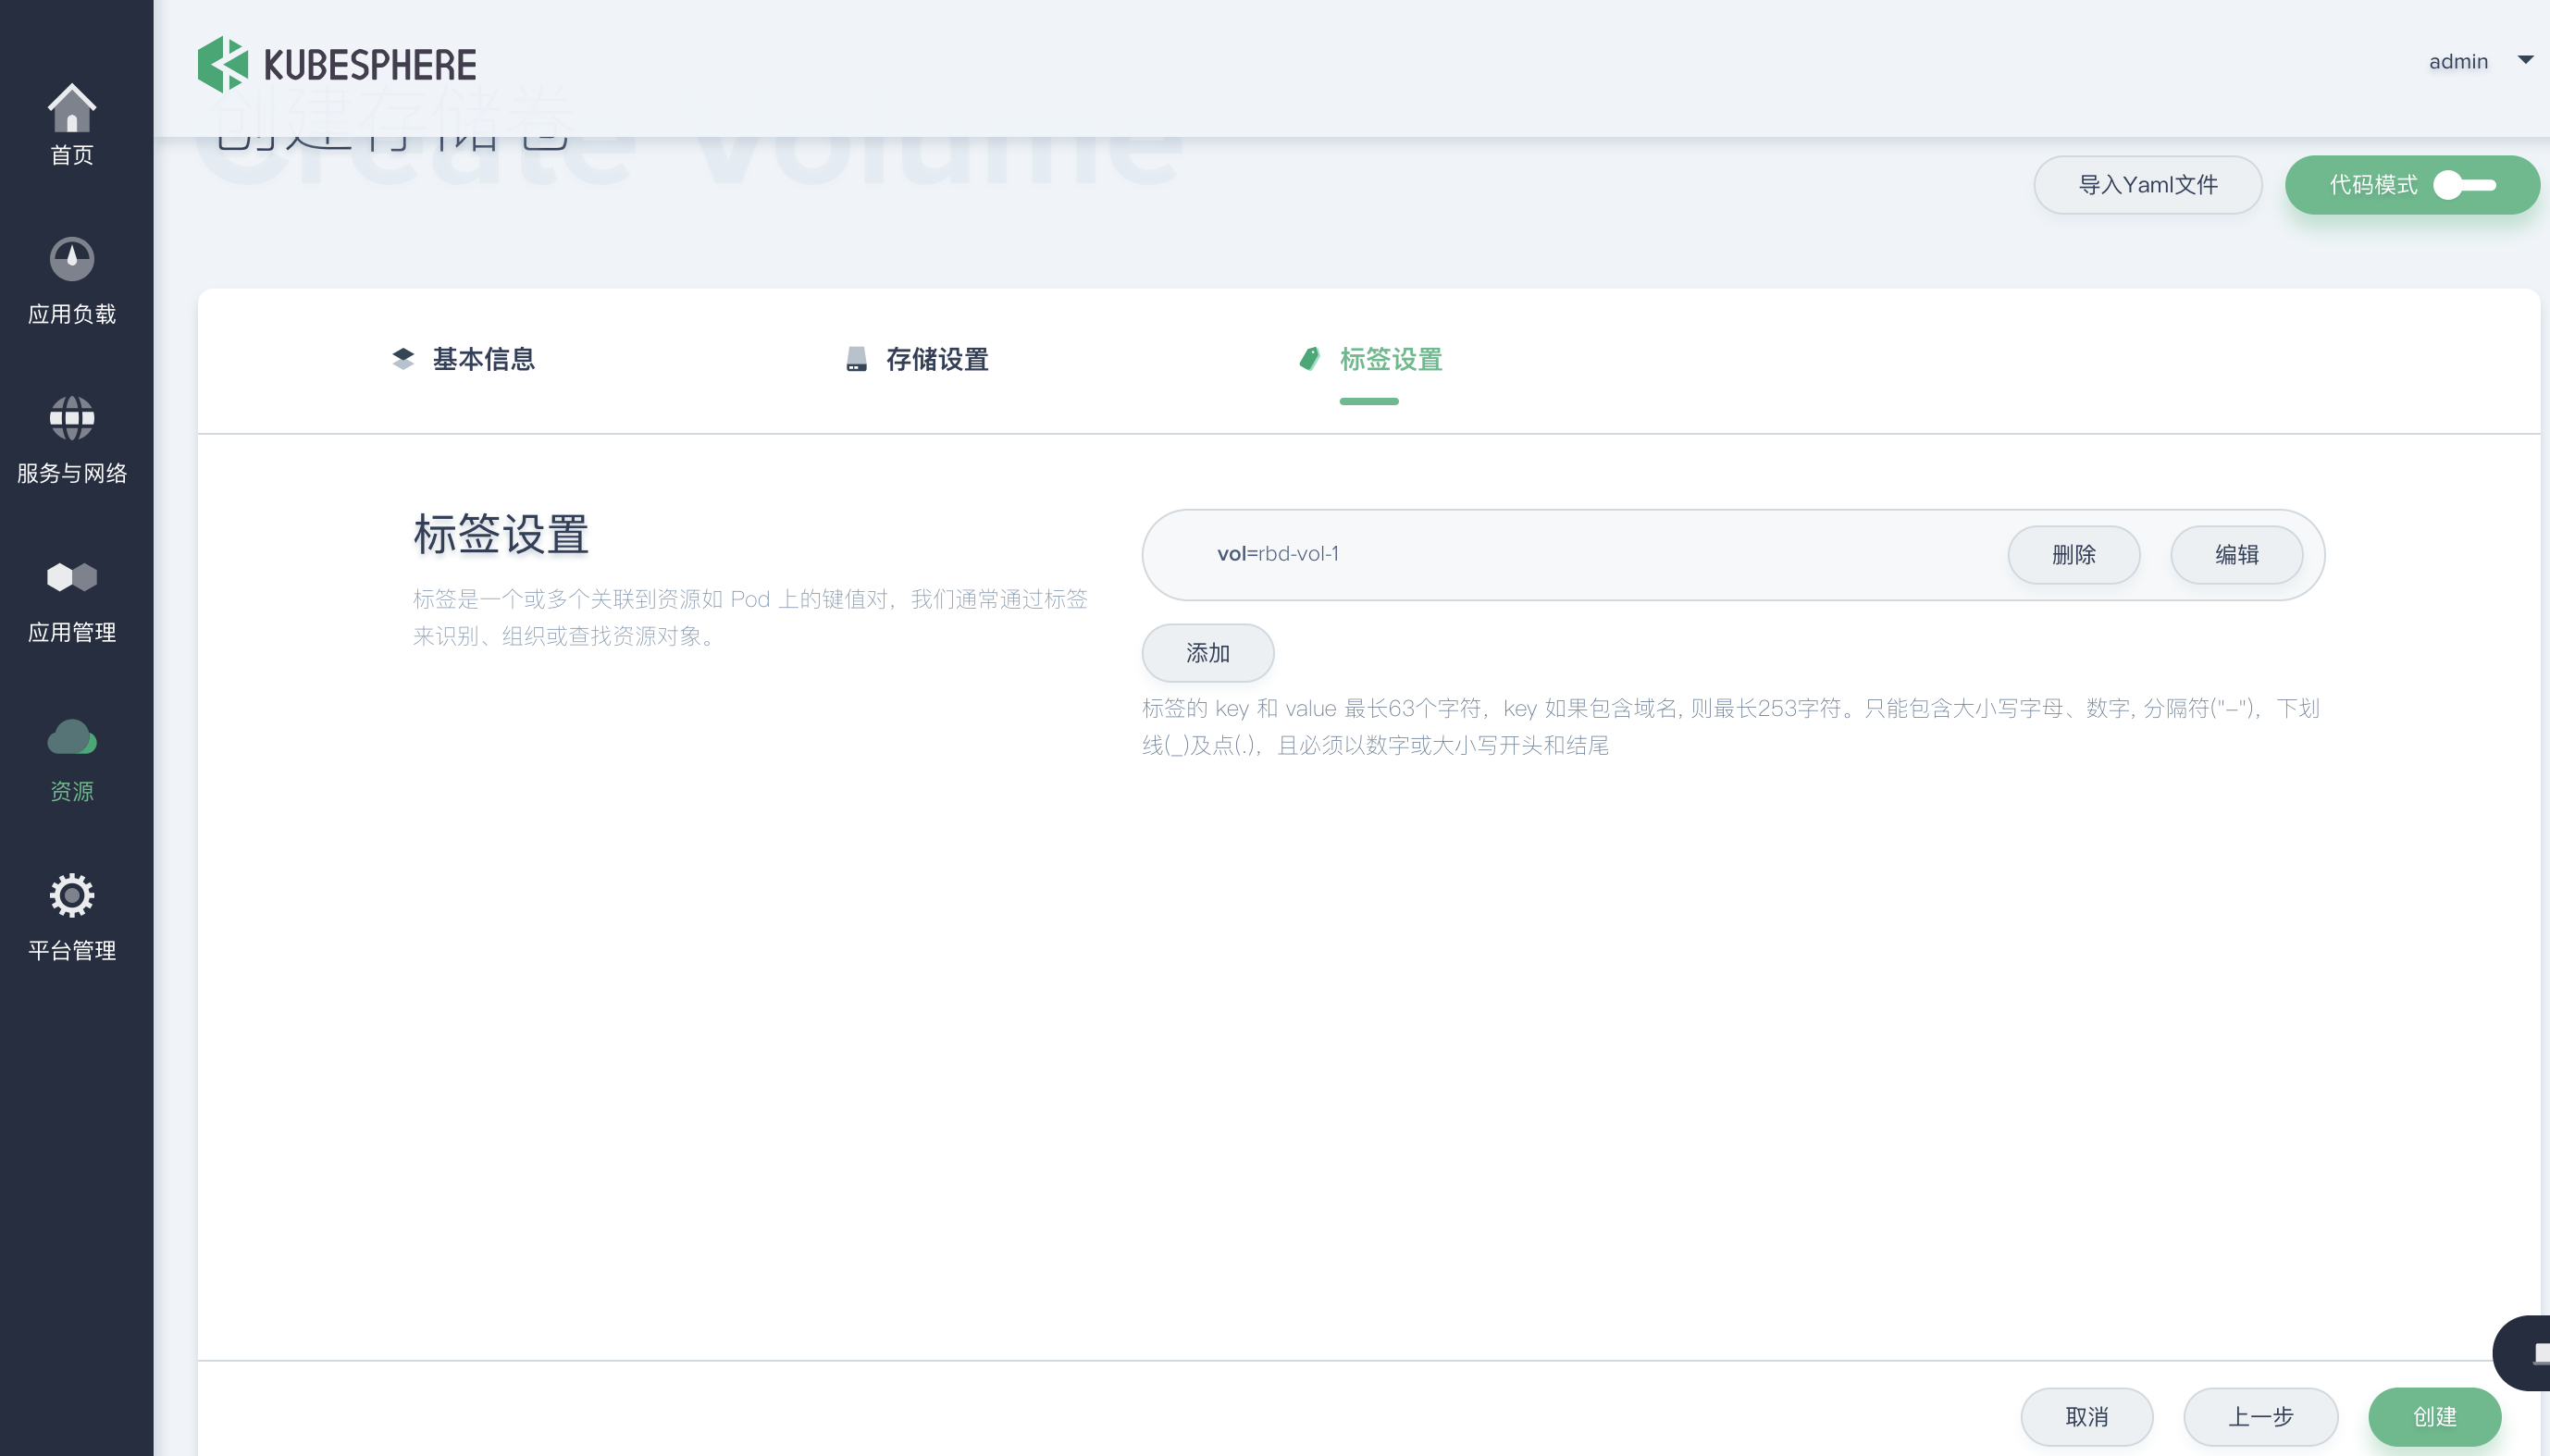 KUBESPHERE
admin
创建存储卷
Create Volume
首页
应用负载
服务与网络
应用管理
资源
平台管理
导入Yaml文件
代码模式
基本信息
存储设置
标签设置
标签设置
标签是一个或多个关联到资源如 Pod 上的键值对，我们通常通过标签
来识别、组织或查找资源对象。
vol=rbd-vol-1
删除
编辑
添加
标签的 key 和 value 最长63个字符，key 如果包含域名, 则最长253字符。只能包含大小写字母、数字, 分隔符("-")，下划
线(_)及点(.)，且必须以数字或大小写开头和结尾
取消
上一步
创建